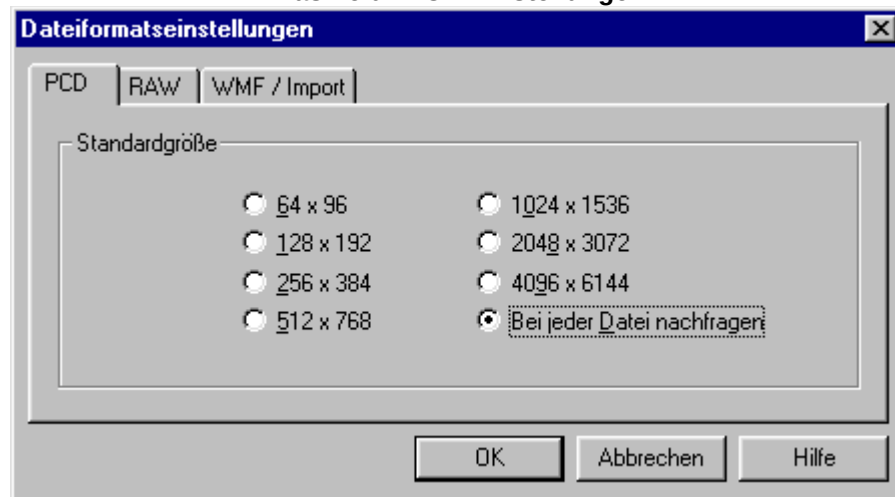 Dateiformatseinstellungen
PCD RAW WMF / Import
Standardgröße
64 x 96
128 x 192
256 x 384
512 x 768
1024 x 1536
2048 x 3072
4096 x 6144
Bei jeder Datei nachfragen
OK Abbrechen Hilfe